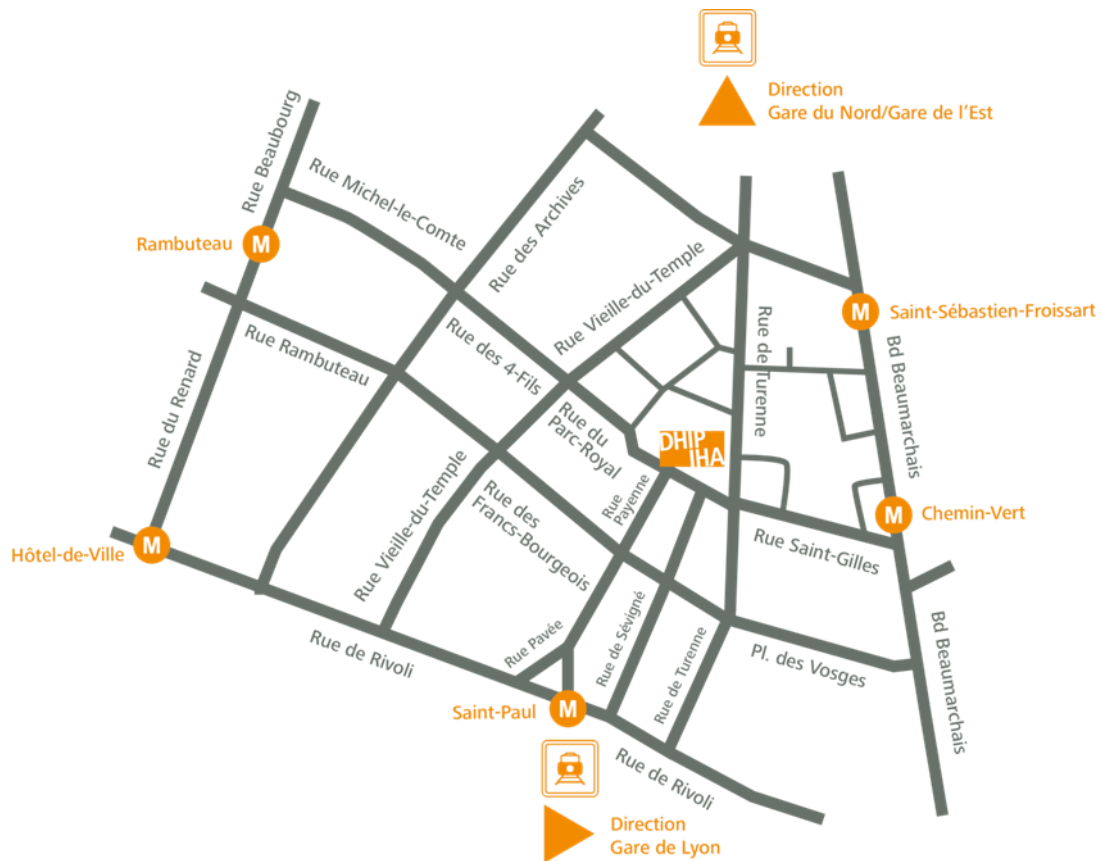 Direction
Gare du Nord/Gare de l'Est
Rue Beaubourg
Rue Michel-le-Comte
Rue des Archives
Rambuteau
M
Rue Vieille-du-Temple
M
Saint-Sébastien-Froissart
Rue Rambuteau
Rue des 4-Fils
Rue de Turenne
Bd Beaumarchais
Rue du Renard
Rue du
Parc-Royal
DHIP
IHA
Rue Vieille-du-Temple
Rue des
Francs-Bourgeois
Rue
Payenne
M
Chemin-Vert
Rue Saint-Gilles
Hôtel-de-Ville
M
Rue de Rivoli
Rue Pavée
Rue de Sévigné
Rue de Turenne
Pl. des Vosges
Bd Beaumarchais
Saint-Paul
M
Rue de Rivoli
Direction
Gare de Lyon